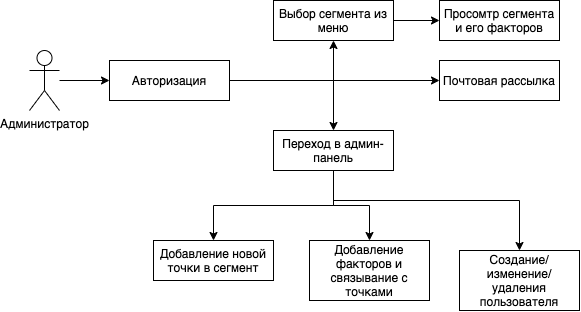 Выбор сегмента из
меню
Просомтр сегмента
и его факторов
Авторизация
Почтовая рассылка
Администратор
Переход в админ-
панель
Добавление новой
точки в сегмент
Добавление
факторов и
связывание с
точками
Создание/
изменение/
удаления
пользователя